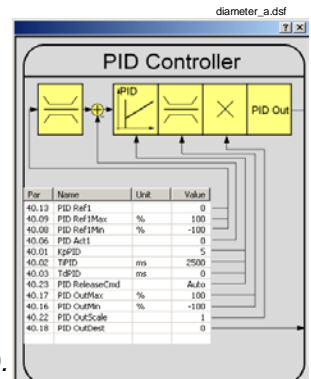 diameter_a.dsf
PID Controller
PID
PID Out
Par Name Unit Value
40.13 PID Ref1 0
40.09 PID Ref1Max % 100
40.08 PID Ref1Min % -100
40.06 PID Act1 0
40.01 KpPID 5
40.02 TiPID ms 2500
40.03 TdPID ms 0
40.23 PID ReleaseCmd Auto
40.17 PID OutMax % 100
40.16 PID OutMin % -100
40.22 PID OutScale 1
40.18 PID OutDest 0